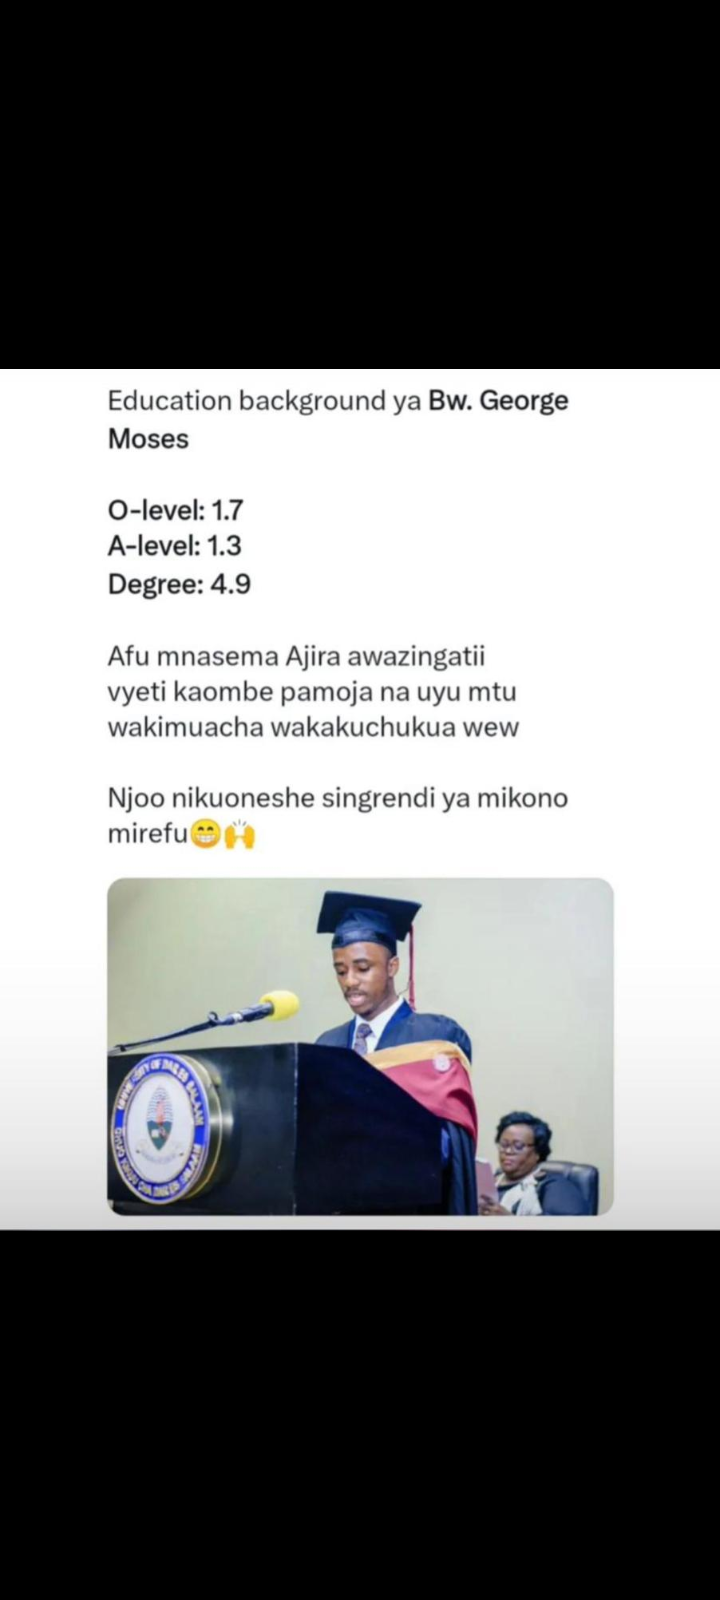 Education background ya Bw. George
Moses
O-level: 1.7
A-level: 1.3
Degree: 4.9
Afu mnasema Ajira awazingatii
vyeti kaombe pamoja na uyu mtu
wakimuacha wakakuchukua wew
Njoo nikuoneshe singrendi ya mikono
mirefu😁🙌
UNIVERSITY OF DAR ES SALAAM